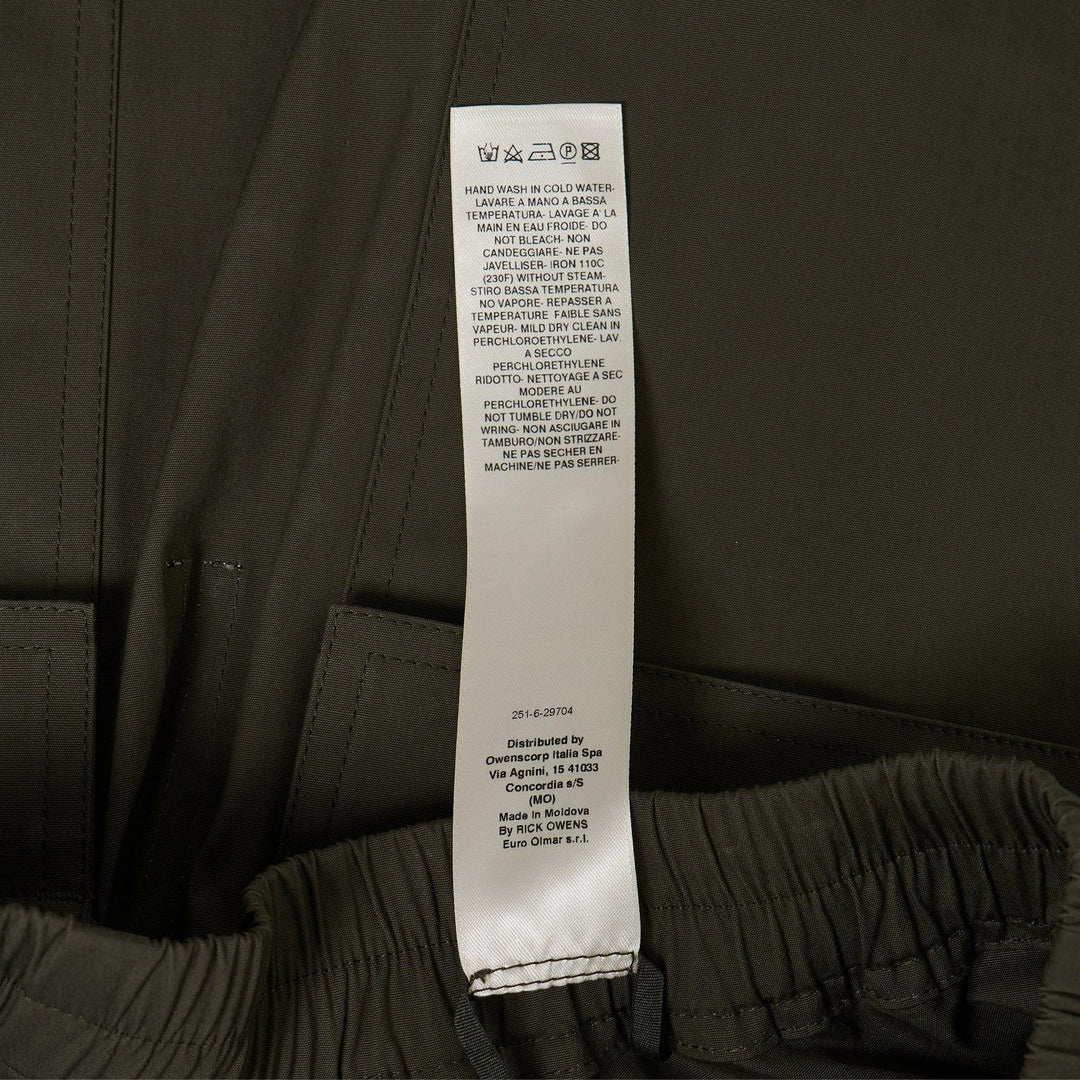 HAND WASH IN COLD WATER-
LAVARE A MANO A BASSA
TEMPERATURA- LAVAGE A' LA
MAIN EN EAU FROIDE- DO
NOT BLEACH- NON
CANDEGGIARE- NE PAS
JAVELLISER- IRON 110C
(230F) WITHOUT STEAM-
STIRO BASSA TEMPERATURA
NO VAPORE- REPASSER A
TEMPERATURE FAIBLE SANS
VAPEUR- MILD DRY CLEAN IN
PERCHLOROETHYLENE- LAV.
A SECCO
PERCHLORETHYLENE
RIDOTTO- NETTOYAGE A SEC
MODERE AU
PERCHLORETHYLENE- DO
NOT TUMBLE DRY/DO NOT
WRING- NON ASCIUGARE IN
TAMBURO/NON STRIZZARE-
NE PAS SECHER EN
MACHINE/NE PAS SERRER-
251-6-29704
Distributed by
Owenscorp Italia Spa
Via Agnini, 15 41033
Concordia s/S
(MO)
Made in Moldova
By RICK OWENS
Euro Olmar s.r.l.